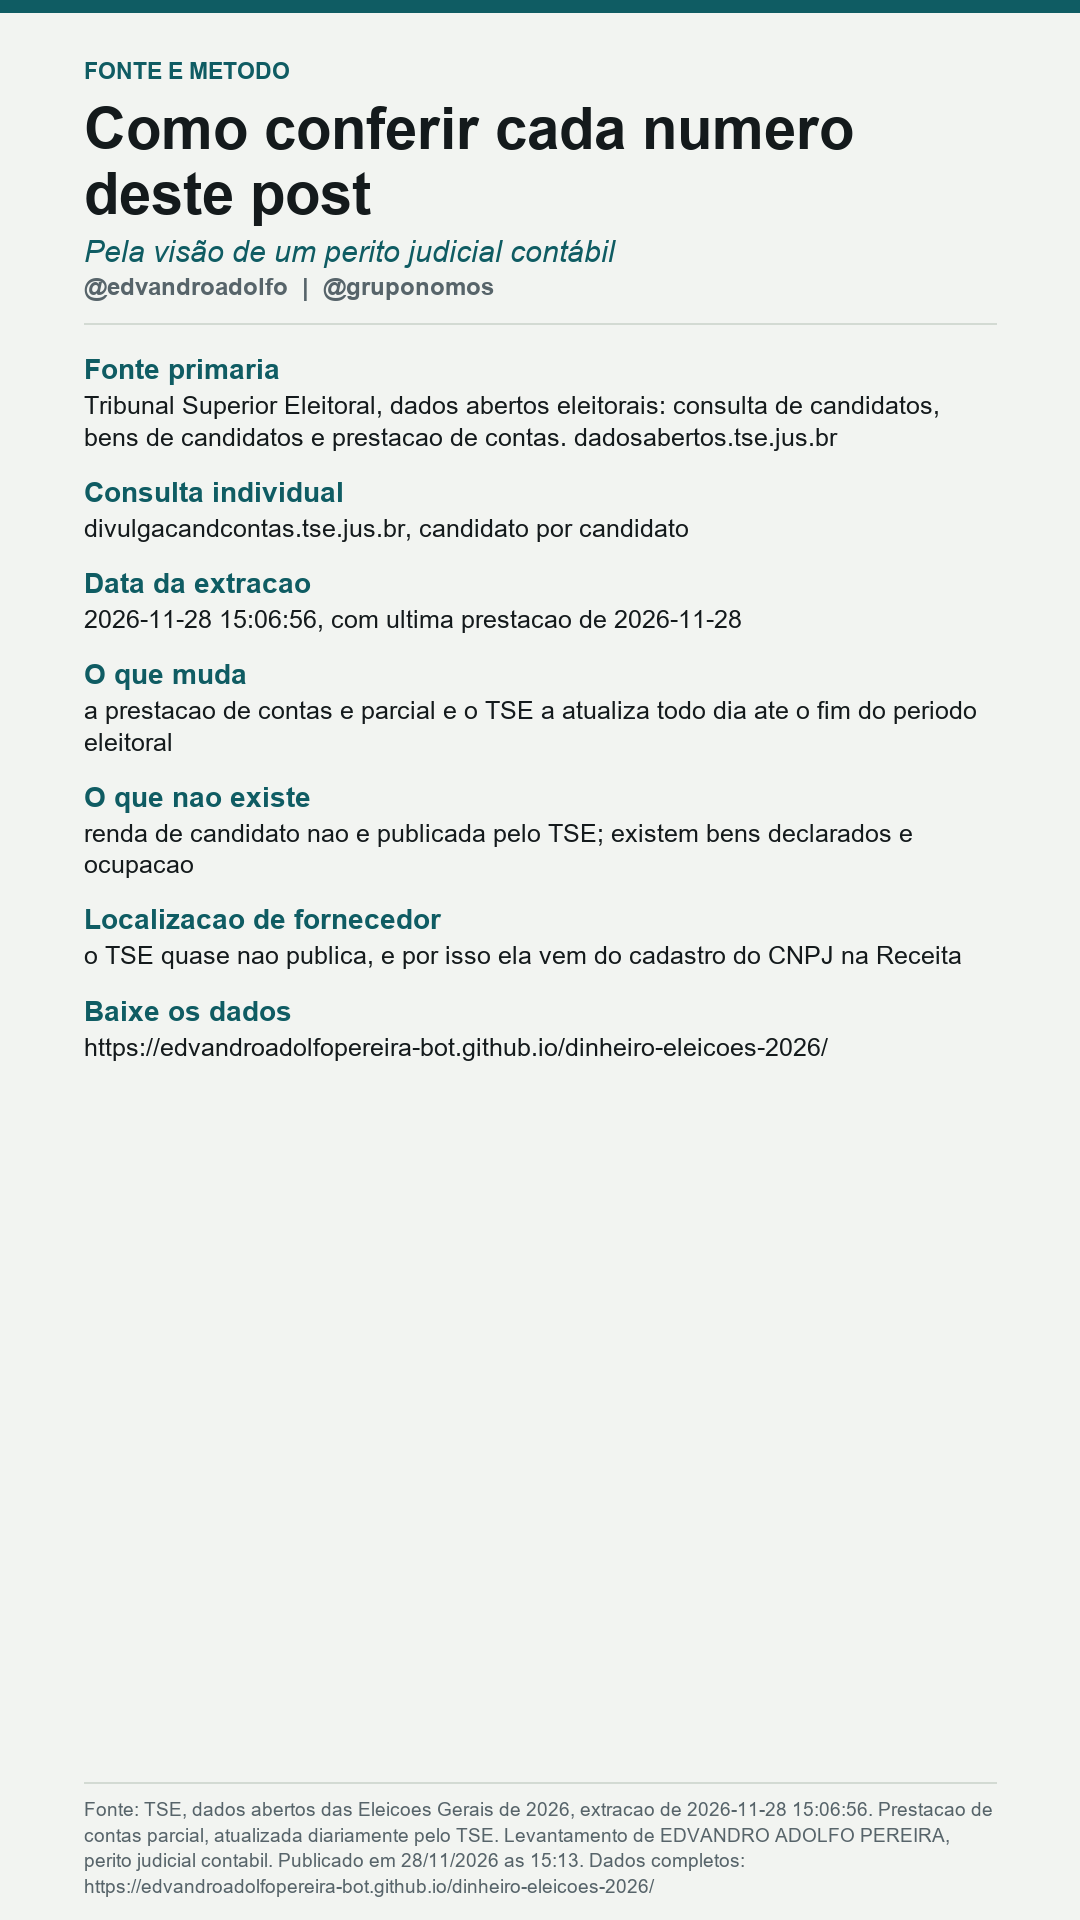 FONTE E METODO
Como conferir cada numero
deste post
Pela visão de um perito judicial contábil
@edvandroadolfo | @gruponomos
Fonte primaria
Tribunal Superior Eleitoral, dados abertos eleitorais: consulta de candidatos,
bens de candidatos e prestacao de contas. dadosabertos.tse.jus.br
Consulta individual
divulgacandcontas.tse.jus.br, candidato por candidato
Data da extracao
2026-11-28 15:06:56, com ultima prestacao de 2026-11-28
O que muda
a prestacao de contas e parcial e o TSE a atualiza todo dia ate o fim do periodo
eleitoral
O que nao existe
renda de candidato nao e publicada pelo TSE; existem bens declarados e
ocupacao
Localizacao de fornecedor
o TSE quase nao publica, e por isso ela vem do cadastro do CNPJ na Receita
Baixe os dados
https://edvandroadolfopereira-bot.github.io/dinheiro-eleicoes-2026/
Fonte: TSE, dados abertos das Eleicoes Gerais de 2026, extracao de 2026-11-28 15:06:56. Prestacao de
contas parcial, atualizada diariamente pelo TSE. Levantamento de EDVANDRO ADOLFO PEREIRA,
perito judicial contabil. Publicado em 28/11/2026 as 15:13. Dados completos:
https://edvandroadolfopereira-bot.github.io/dinheiro-eleicoes-2026/